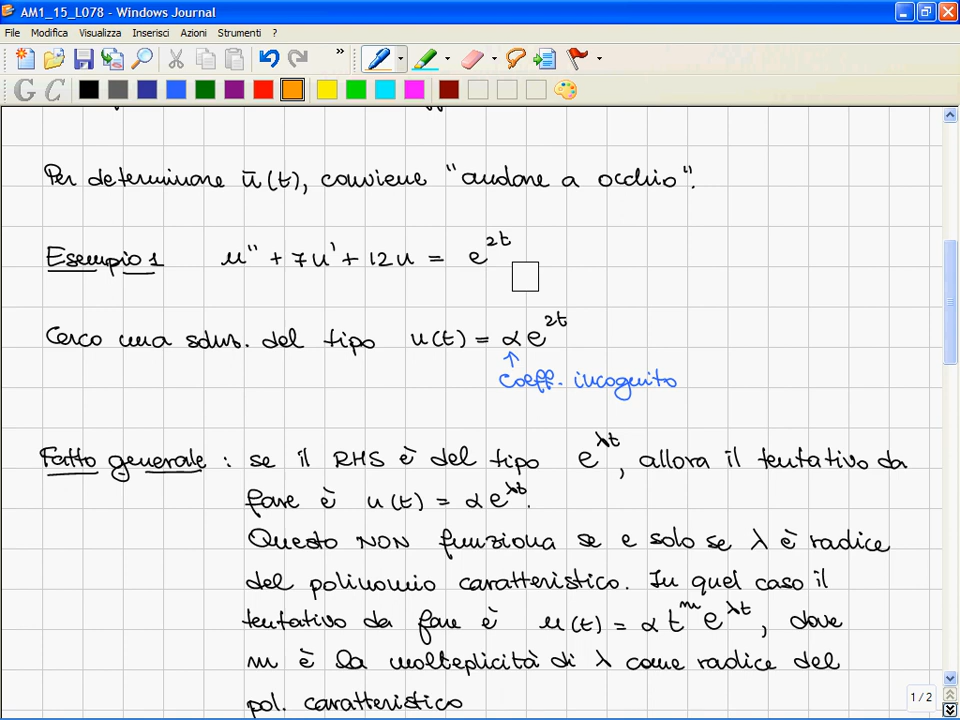 AM1_15_L078 - Windows Journal
File Modifica Visualizza Inserisci Azioni Strumenti ?
Per determinare ū(t), conviene "andare a occhio".
Esempio 1 u'' + 7u' + 12u = e^{2t}
Cerco una soluz. del tipo u(t) = α e^{2t}
↑
coeff. incognito
Fatto generale : se il RHS è del tipo e^{λt}, allora il tentativo da
fare è u(t) = α e^{λt}.
Questo NON funziona se e solo se λ è radice
del polinomio caratteristico. In quel caso il
tentativo da fare è u(t) = α t^m e^{λt}, dove
m è la molteplicità di λ come radice del
pol. caratteristico
1 / 2